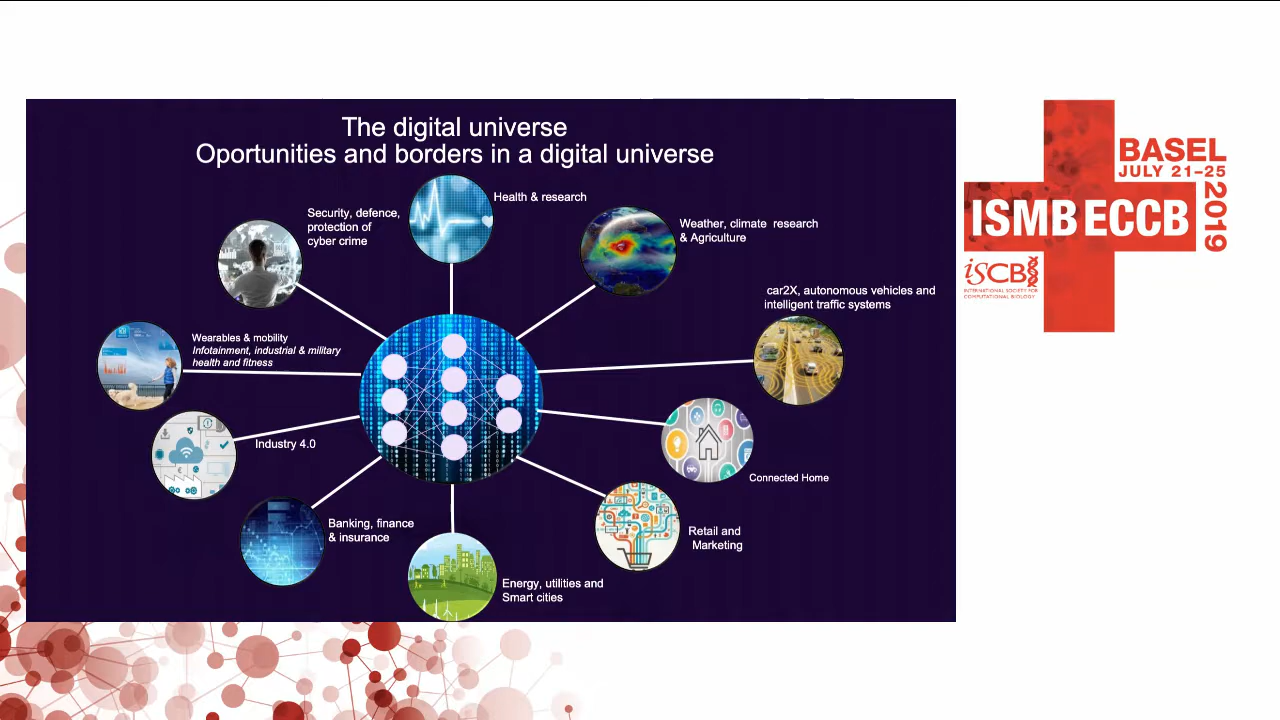 The digital universe
Oportunities and borders in a digital universe
Health & research
Security, defence,
protection of
cyber crime
Weather, climate research
& Agriculture
car2X, autonomous vehicles and
intelligent traffic systems
Wearables & mobility
Infotainment, industrial & military
health and fitness
Industry 4.0
Connected Home
Banking, finance
& insurance
Retail and
Marketing
Energy, utilities and
Smart cities
BASEL
JULY 21–25
2019
ISMB ECCB
ISCB
INTERNATIONAL SOCIETY FOR
COMPUTATIONAL BIOLOGY